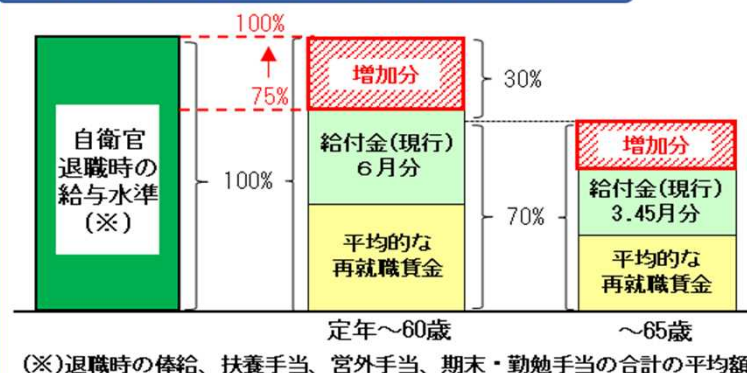 100%
75%
自衛官
退職時の
給与水準
(※)
100%
増加分
給付金(現行)
6月分
平均的な
再就職賃金
30%
70%
増加分
給付金(現行)
3.45月分
平均的な
再就職賃金
定年～60歳
～65歳
(※)退職時の俸給、扶養手当、営外手当、期末・勤勉手当の合計の平均額